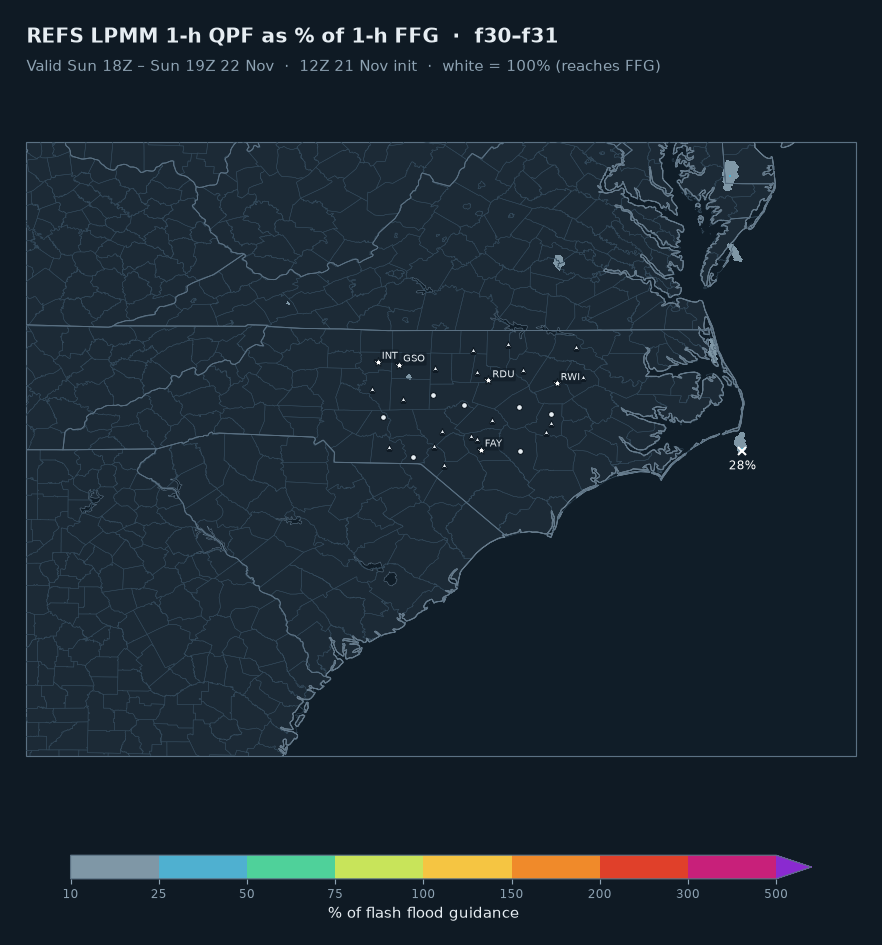 REFS LPMM 1-h QPF as % of 1-h FFG · f30–f31
Valid Sun 18Z – Sun 19Z 22 Nov · 12Z 21 Nov init · white = 100% (reaches FFG)
INT GSO
RDU
RWI
FAY
28%
10 25 50 75 100 150 200 300 500
% of flash flood guidance